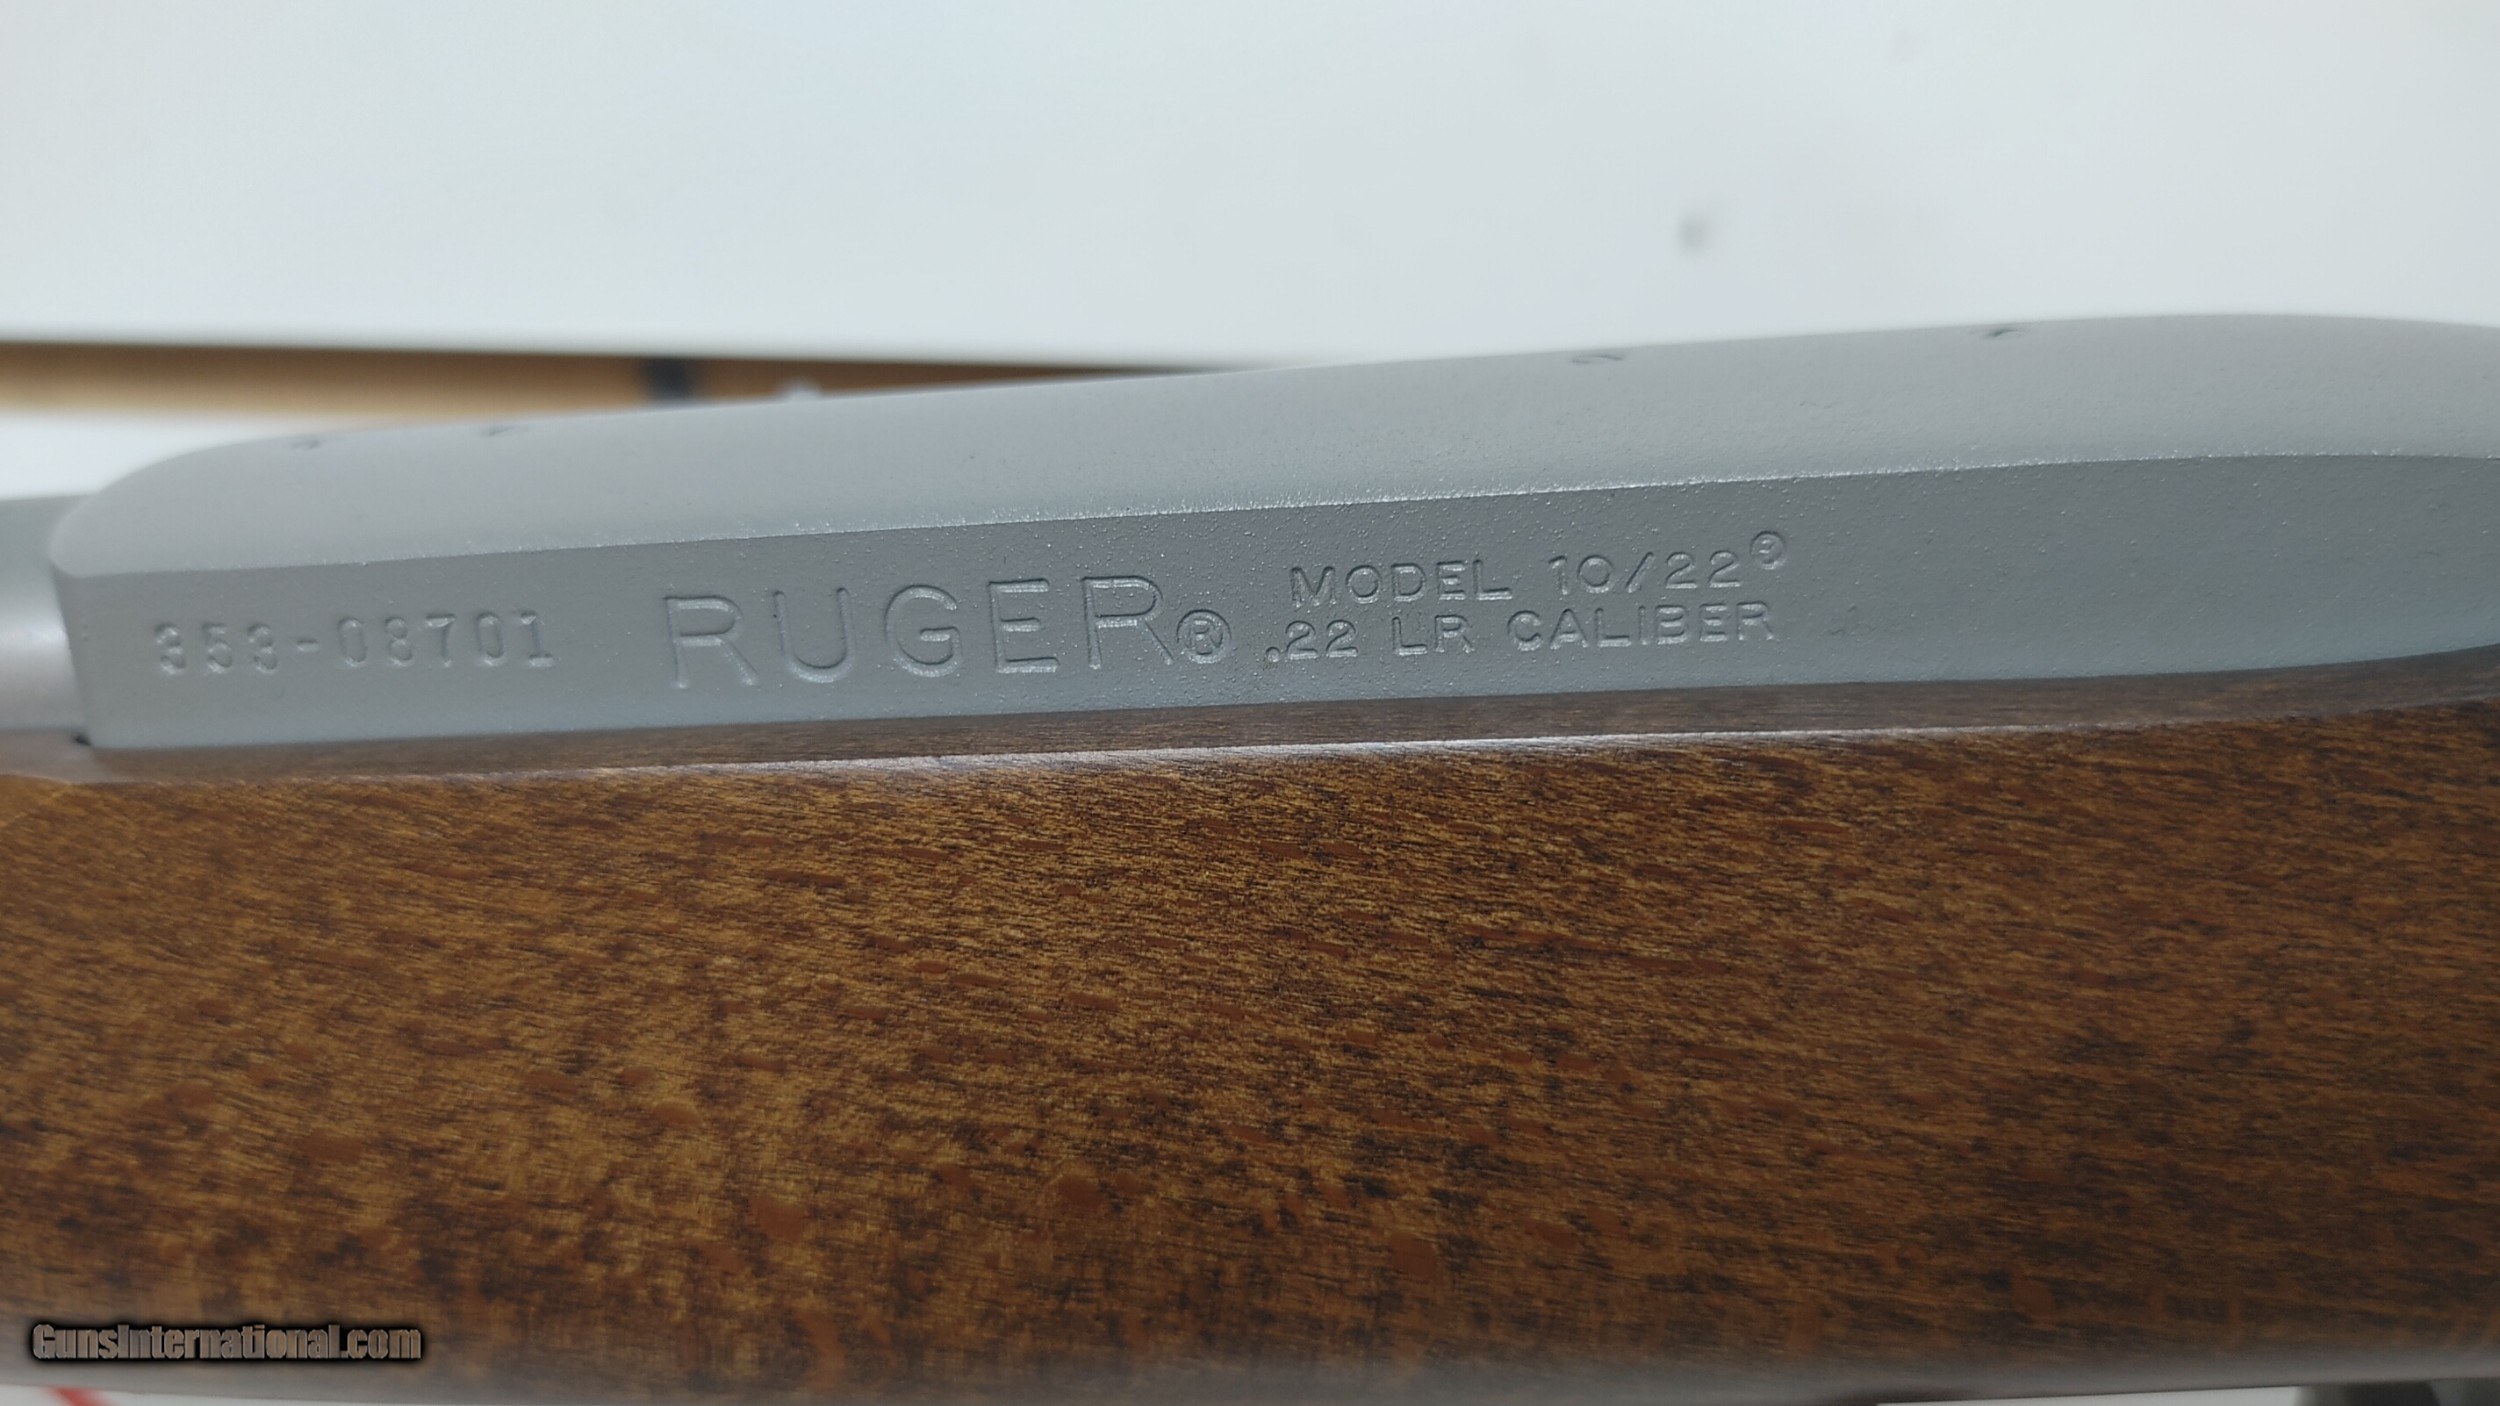 353-08701 RUGER® MODEL 10/22®
.22 LR CALIBER
GunsInternational.com